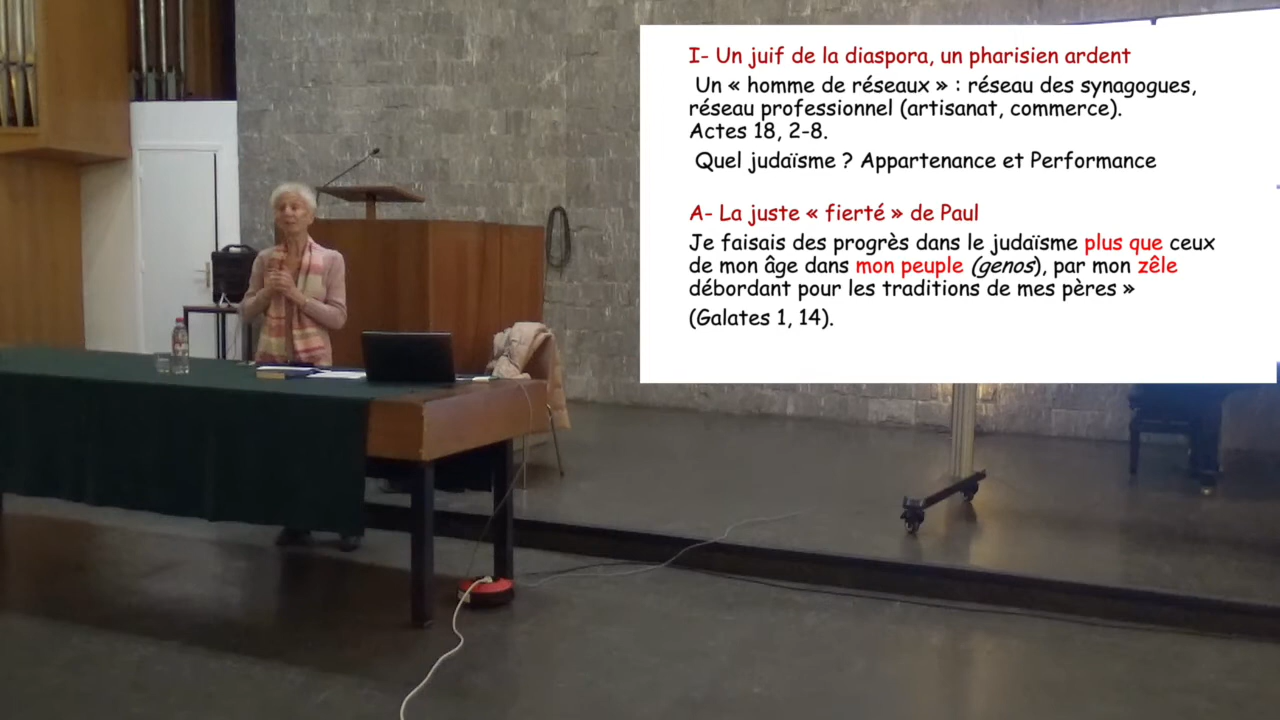 I- Un juif de la diaspora, un pharisien ardent
Un « homme de réseaux » : réseau des synagogues,
réseau professionnel (artisanat, commerce).
Actes 18, 2-8.
Quel judaïsme ? Appartenance et Performance
A- La juste « fierté » de Paul
Je faisais des progrès dans le judaïsme plus que ceux
de mon âge dans mon peuple (genos), par mon zêle
débordant pour les traditions de mes pères »
(Galates 1, 14).